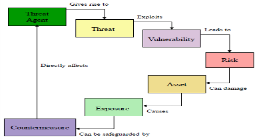 Threat
Agent
Gives rise to
Threat
Exploits
Vulnerability
Leads to
Risk
Directly affects
Asset
Can damage
Exposure
Causes
Countermeasure
Can be safeguarded by